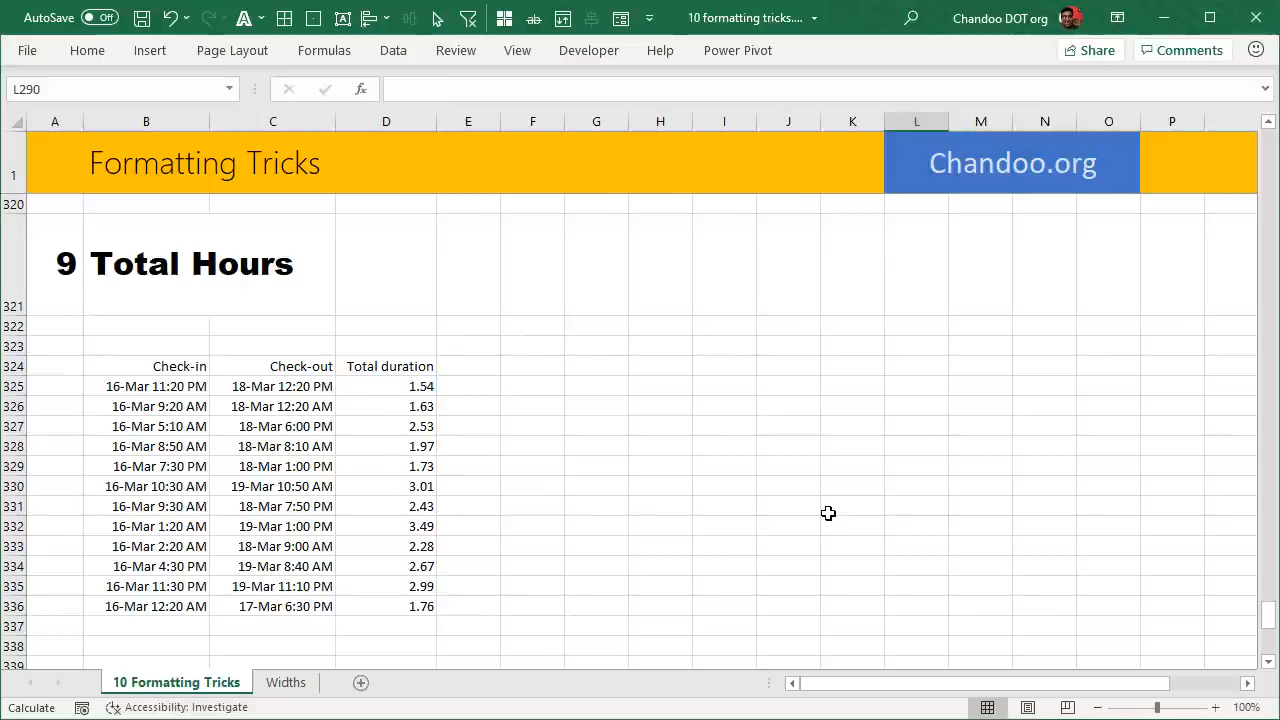 AutoSave Off 10 formatting tricks.... Chandoo DOT org
File Home Insert Page Layout Formulas Data Review View Developer Help Power Pivot Share Comments
L290 fx
A B C D E F G H I J K L M N O P
1 Formatting Tricks Chandoo.org
320
321 9 Total Hours
322
323
324 Check-in Check-out Total duration
325 16-Mar 11:20 PM 18-Mar 12:20 PM 1.54
326 16-Mar 9:20 AM 18-Mar 12:20 AM 1.63
327 16-Mar 5:10 AM 18-Mar 6:00 PM 2.53
328 16-Mar 8:50 AM 18-Mar 8:10 AM 1.97
329 16-Mar 7:30 PM 18-Mar 1:00 PM 1.73
330 16-Mar 10:30 AM 19-Mar 10:50 AM 3.01
331 16-Mar 9:30 AM 18-Mar 7:50 PM 2.43
332 16-Mar 1:20 AM 19-Mar 1:00 PM 3.49
333 16-Mar 2:20 AM 18-Mar 9:00 AM 2.28
334 16-Mar 4:30 PM 19-Mar 8:40 AM 2.67
335 16-Mar 11:30 PM 19-Mar 11:10 PM 2.99
336 16-Mar 12:20 AM 17-Mar 6:30 PM 1.76
337
338
339
10 Formatting Tricks Widths
Calculate Accessibility: Investigate 100%